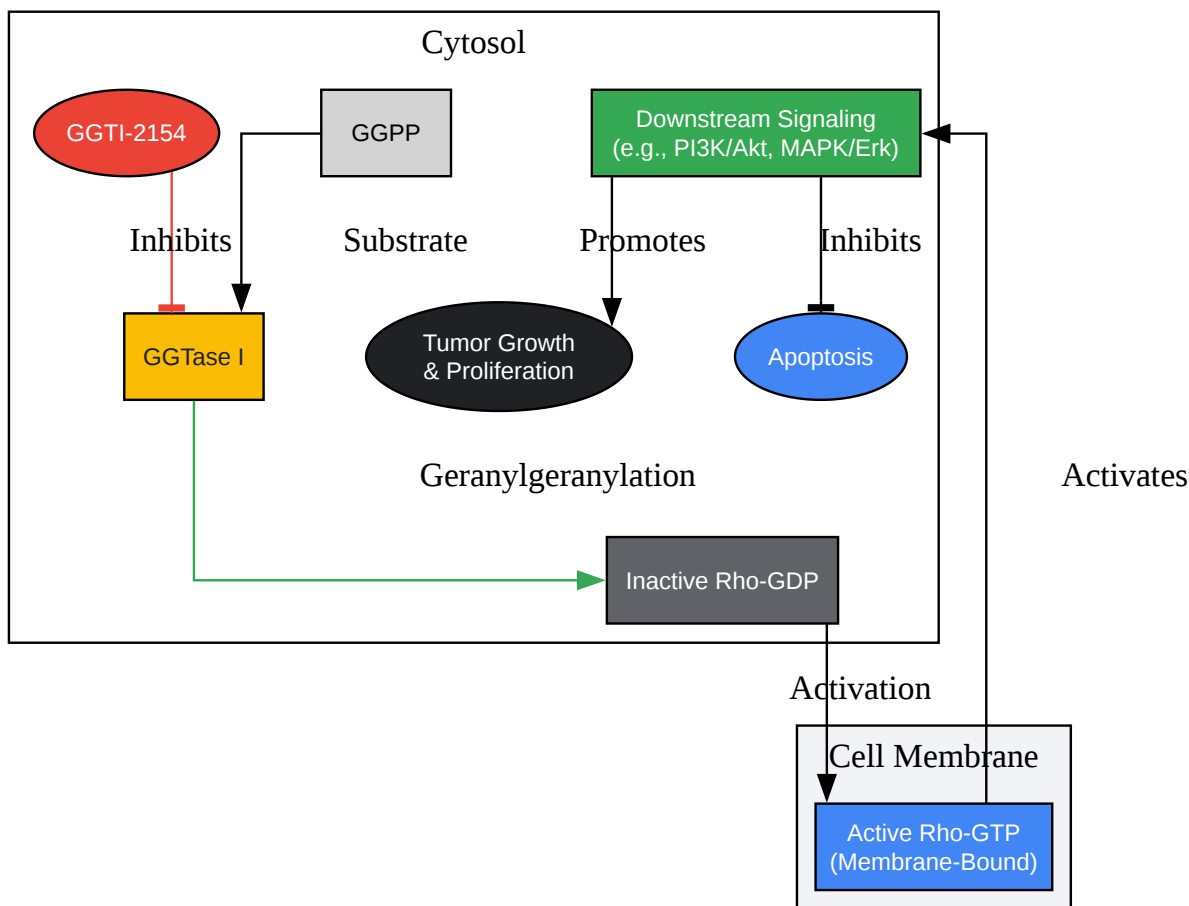 Cytosol
GGTI-2154
GGPP
Downstream Signaling
(e.g., PI3K/Akt, MAPK/Erk)
Inhibits
Substrate
Promotes
Inhibits
GGTase I
Tumor Growth
& Proliferation
Apoptosis
Geranylgeranylation
Activates
Inactive Rho-GDP
Activation
Cell Membrane
Active Rho-GTP
(Membrane-Bound)